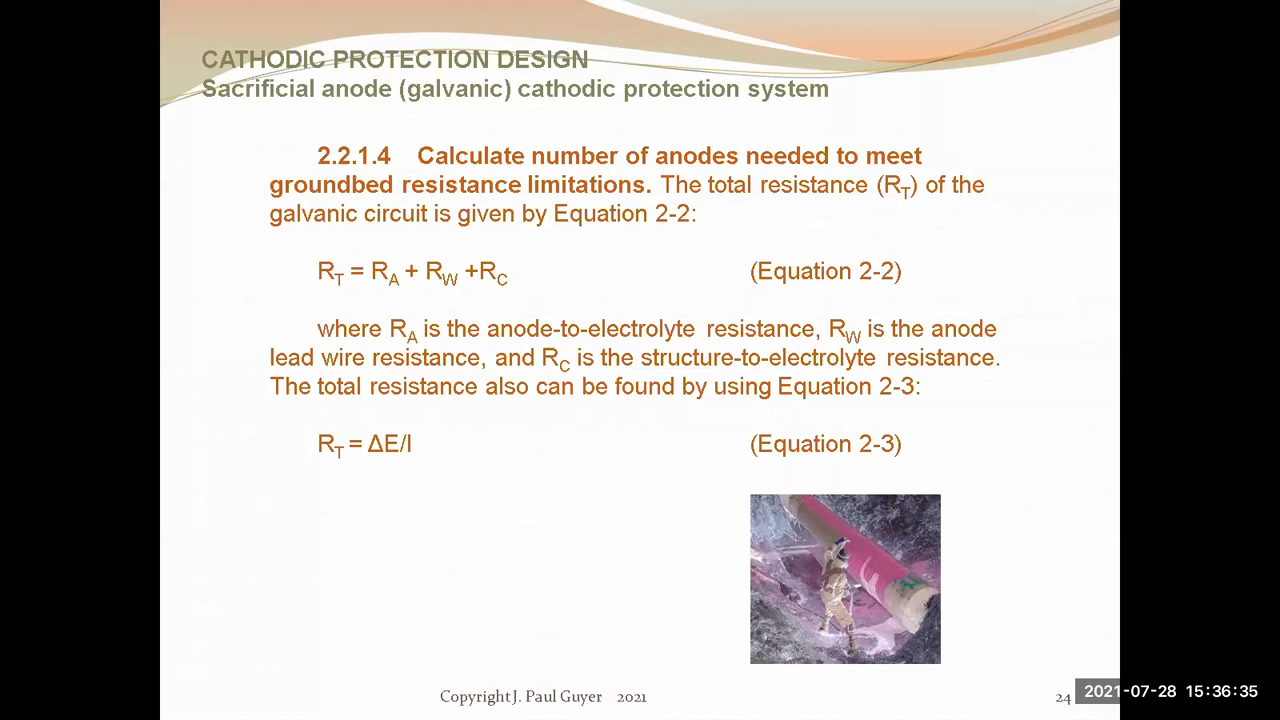 CATHODIC PROTECTION DESIGN
Sacrificial anode (galvanic) cathodic protection system
2.2.1.4 Calculate number of anodes needed to meet
groundbed resistance limitations. The total resistance (RT) of the
galvanic circuit is given by Equation 2-2:
RT = RA + RW +RC (Equation 2-2)
where RA is the anode-to-electrolyte resistance, RW is the anode
lead wire resistance, and RC is the structure-to-electrolyte resistance.
The total resistance also can be found by using Equation 2-3:
RT = ΔE/I (Equation 2-3)
Copyright J. Paul Guyer 2021
24
2021-07-28 15:36:35